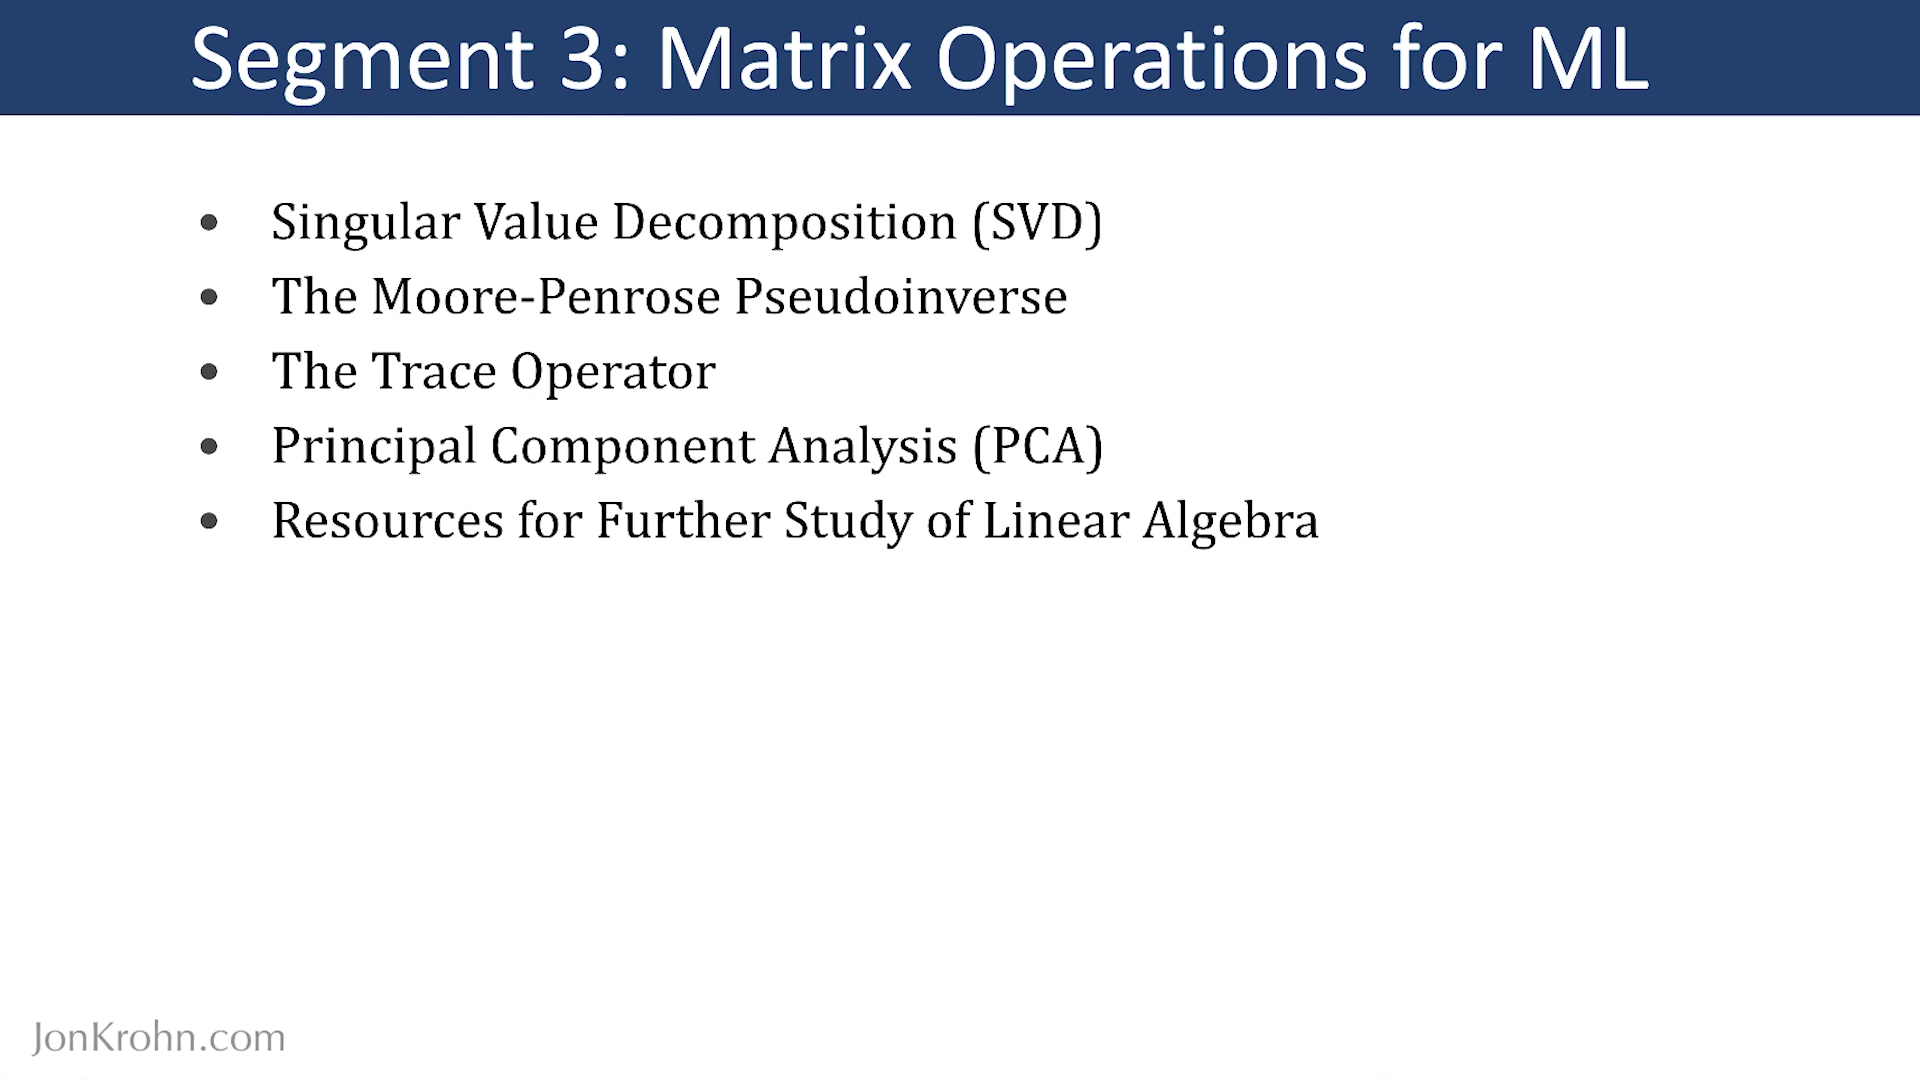 Segment 3: Matrix Operations for ML
• Singular Value Decomposition (SVD)
• The Moore-Penrose Pseudoinverse
• The Trace Operator
• Principal Component Analysis (PCA)
• Resources for Further Study of Linear Algebra
JonKrohn.com